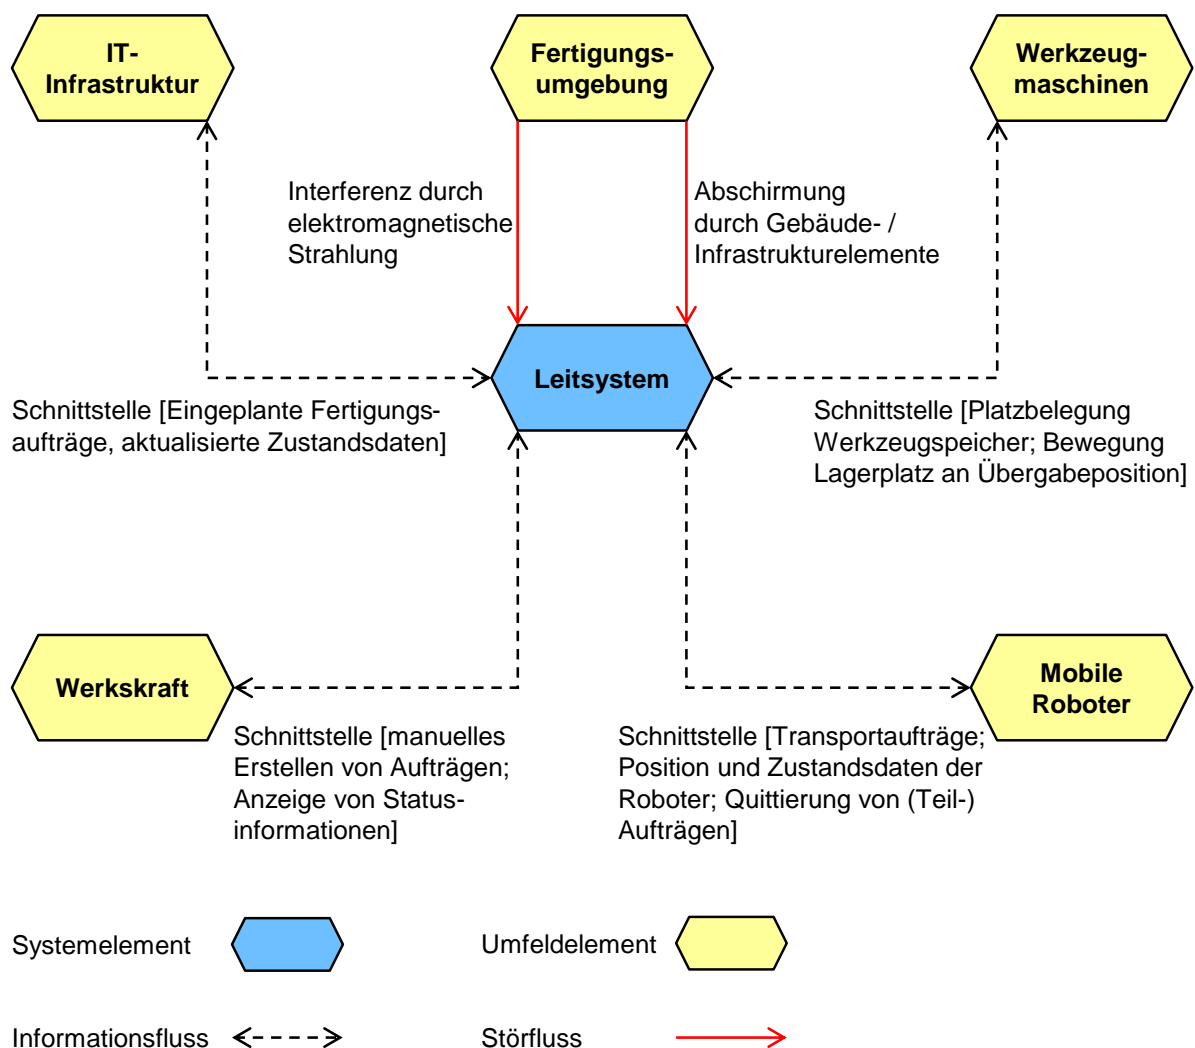 IT-
Infrastruktur
Fertigungs-
umgebung
Werkzeug-
maschinen
Interferenz durch
elektromagnetische
Strahlung
Abschirmung
durch Gebäude- /
Infrastrukturelemente
Leitsystem
Schnittstelle [Eingeplante Fertigungs-
aufträge, aktualisierte Zustandsdaten]
Schnittstelle [Platzbelegung
Werkzeugspeicher; Bewegung
Lagerplatz an Übergabeposition]
Werkskraft
Mobile
Roboter
Schnittstelle [manuelles
Erstellen von Aufträgen;
Anzeige von Status-
informationen]
Schnittstelle [Transportaufträge;
Position und Zustandsdaten der
Roboter; Quittierung von (Teil-)
Aufträgen]
Systemelement
Umfeldelement
Informationsfluss
Störfluss